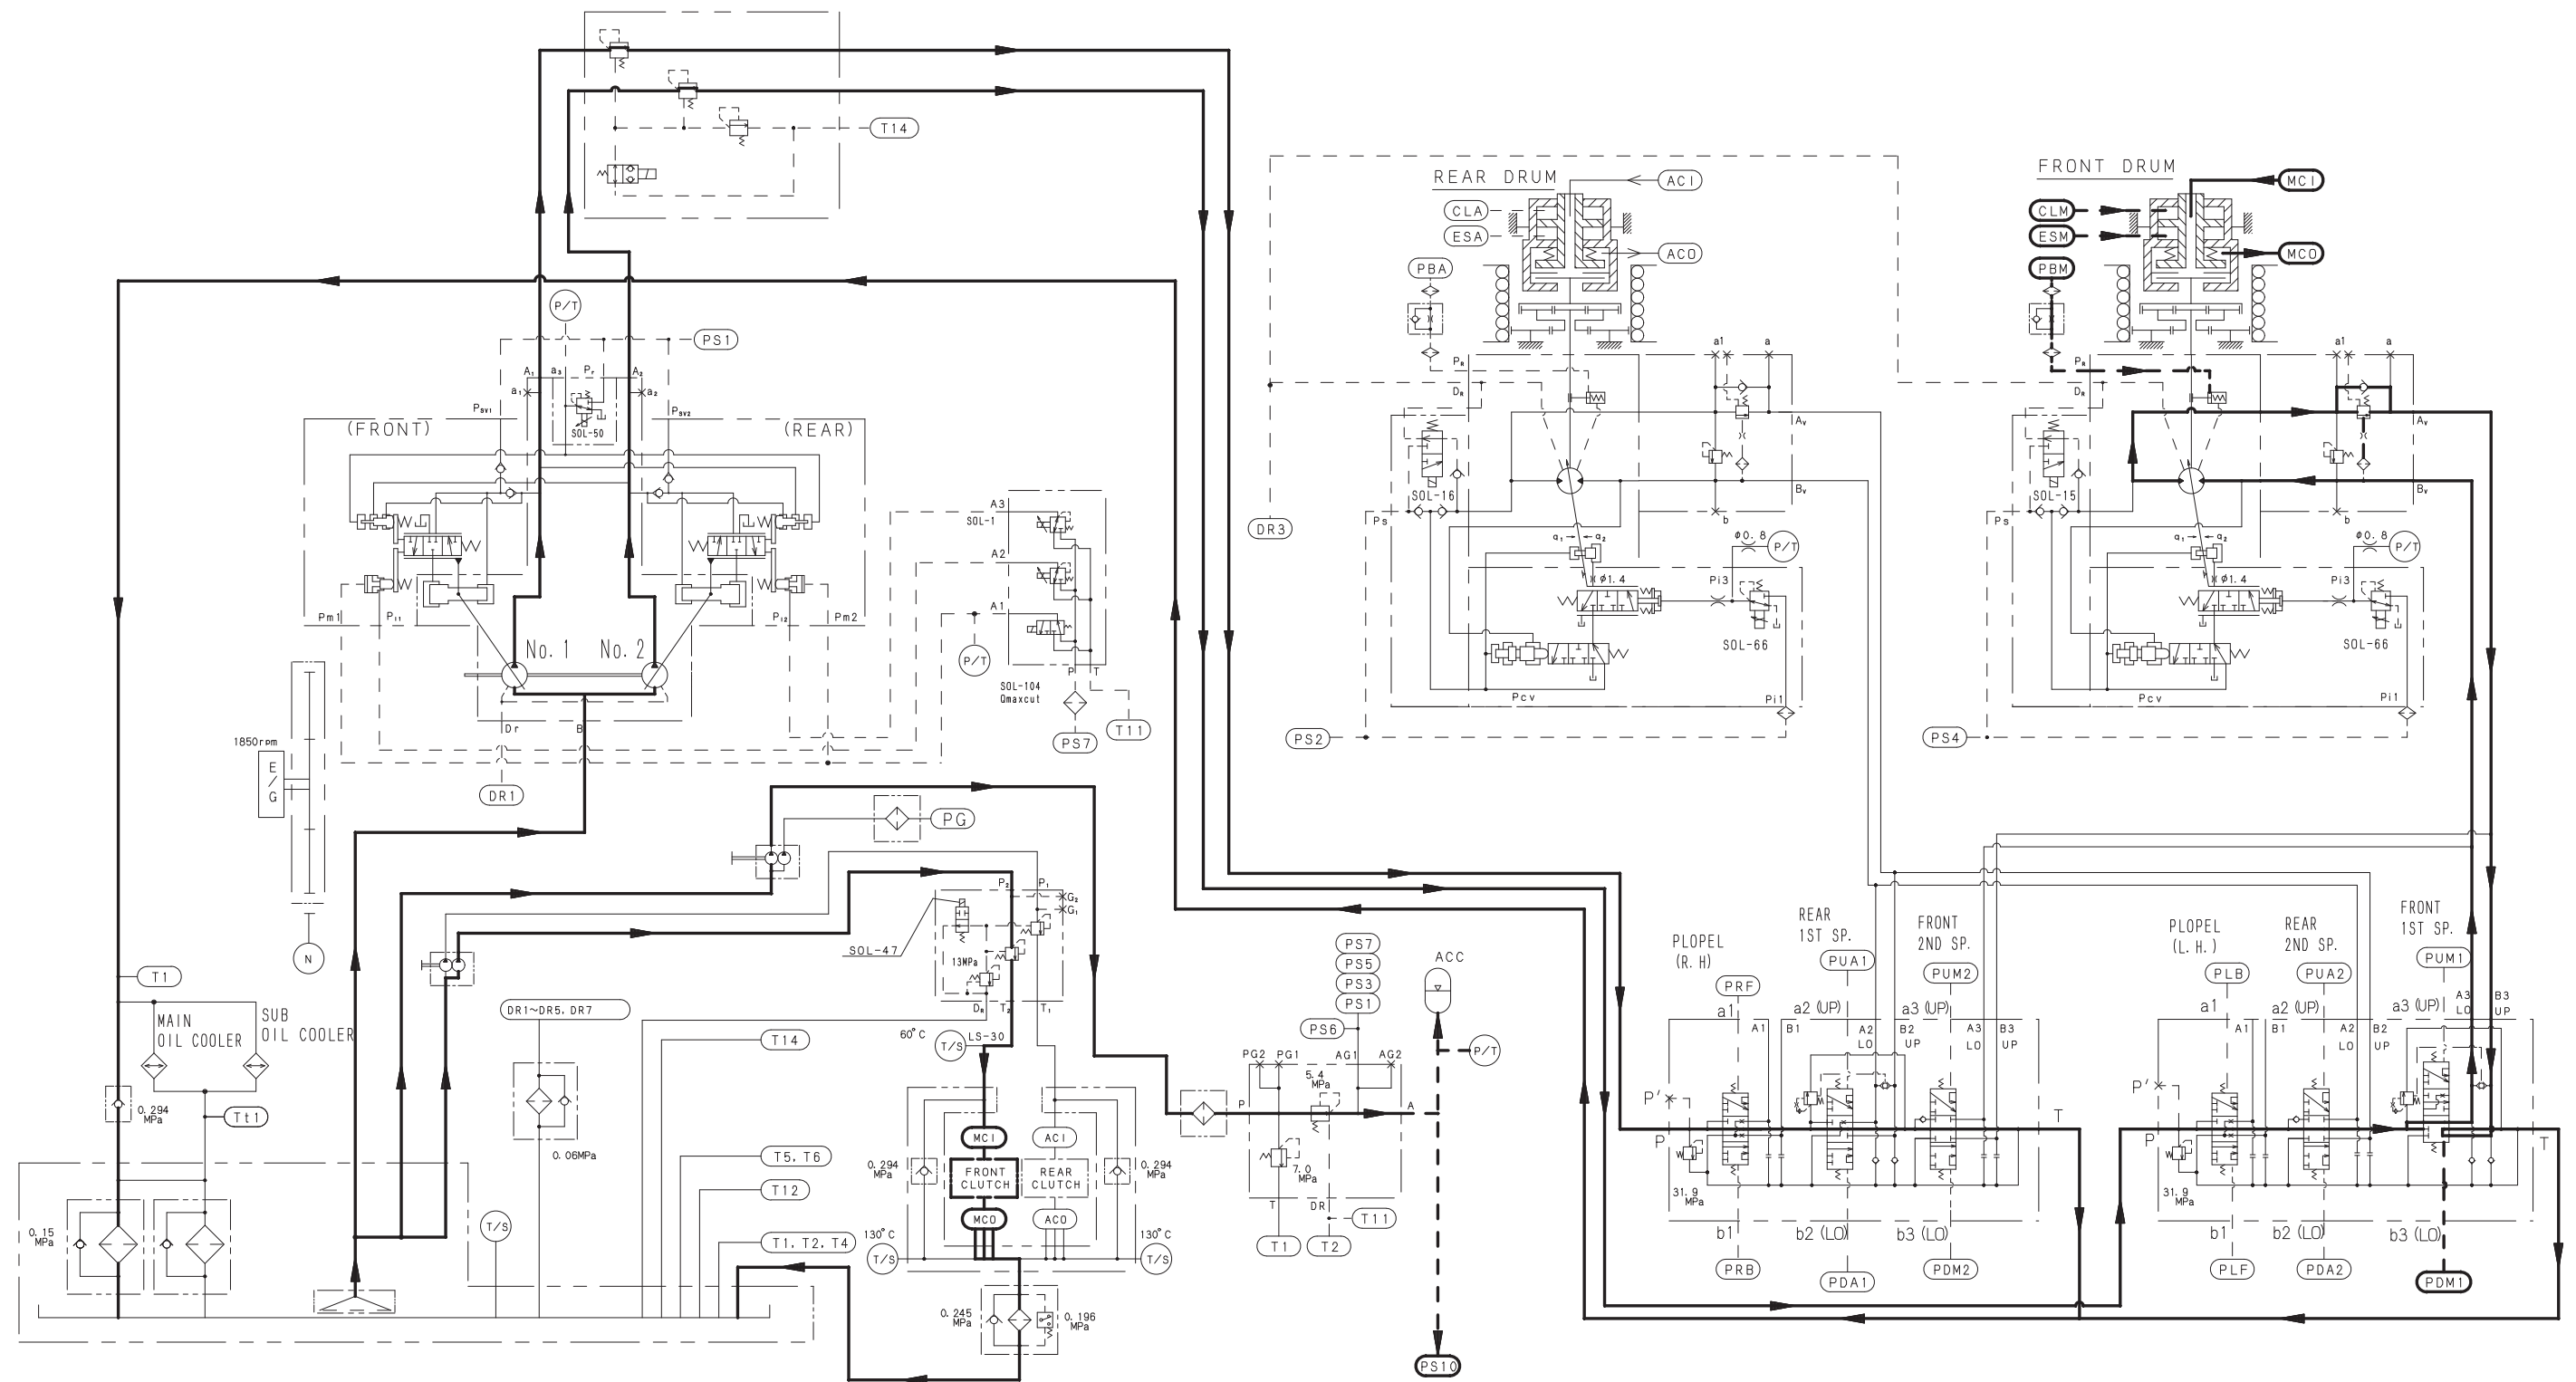 T14
REAR DRUM
ACI
CLA
ESA
ACO
PBA
FRONT DRUM
MCI
CLM
ESM
MCO
PBM
P/T
PS1
A1
a3
Pr
A2
a1
a2
PSV1
PSV2
SOL-50
(FRONT)
(REAR)
Pm1
Pi1
Pi2
Pm2
No. 1
No. 2
Dr
B
DR1
1850rpm
E/G
N
A3
SOL-1
A2
A1
P/T
P
T
SOL-104
Qmaxcut
PS7
T11
DR3
a1
a
PR
DR
AV
BV
SOL-16
PS
b
q1
q2
ø0.8
P/T
ø1.4
Pi3
SOL-66
Pcv
Pi1
PS2
a1
a
PR
DR
AV
BV
SOL-15
PS
b
q1
q2
ø0.8
P/T
ø1.4
Pi3
SOL-66
Pcv
Pi1
PS4
PG
P2
P1
G2
G1
SOL-47
13MPa
DR
T2
T1
60°C
T/S
LS-30
T1
MAIN
OIL COOLER
SUB
OIL COOLER
0.294
MPa
Tt1
DR1~DR5. DR7
0.06MPa
T14
T5. T6
T12
T1. T2. T4
T/S
0.15
MPa
0.294
MPa
MCI
ACI
FRONT
CLUTCH
REAR
CLUTCH
0.294
MPa
MCO
ACO
130°C
T/S
130°C
T/S
0.245
MPa
0.196
MPa
PS7
PS5
PS3
PS1
PS6
ACC
P/T
PG2
PG1
AG1
AG2
5.4
MPa
P
A
7.0
MPa
T
DR
T11
T1
T2
PS10
PLOPEL
(R. H)
REAR
1ST SP.
FRONT
2ND SP.
PRF
PUA1
PUM2
a1
a2 (UP)
a3 (UP)
A1
B1
A2
LO
B2
UP
A3
LO
B3
UP
P'
P
T
31.9
MPa
b1
b2 (LO)
b3 (LO)
PRB
PDA1
PDM2
PLOPEL
(L. H.)
REAR
2ND SP.
FRONT
1ST SP.
PLB
PUA2
PUM1
a1
a2 (UP)
a3 (UP)
A1
B1
A2
LO
B2
UP
A3
LO
B3
UP
P'
P
T
31.9
MPa
b1
b2 (LO)
b3 (LO)
PLF
PDA2
PDM1